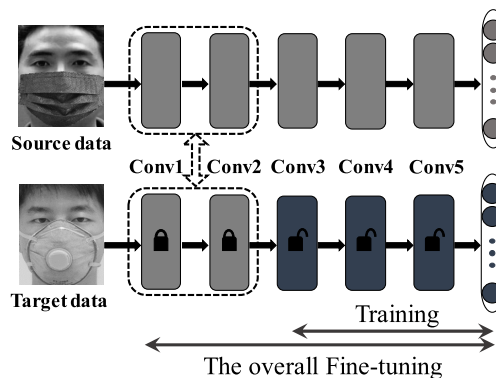 Source data
Conv1 Conv2 Conv3 Conv4 Conv5
Target data
Training
The overall Fine-tuning